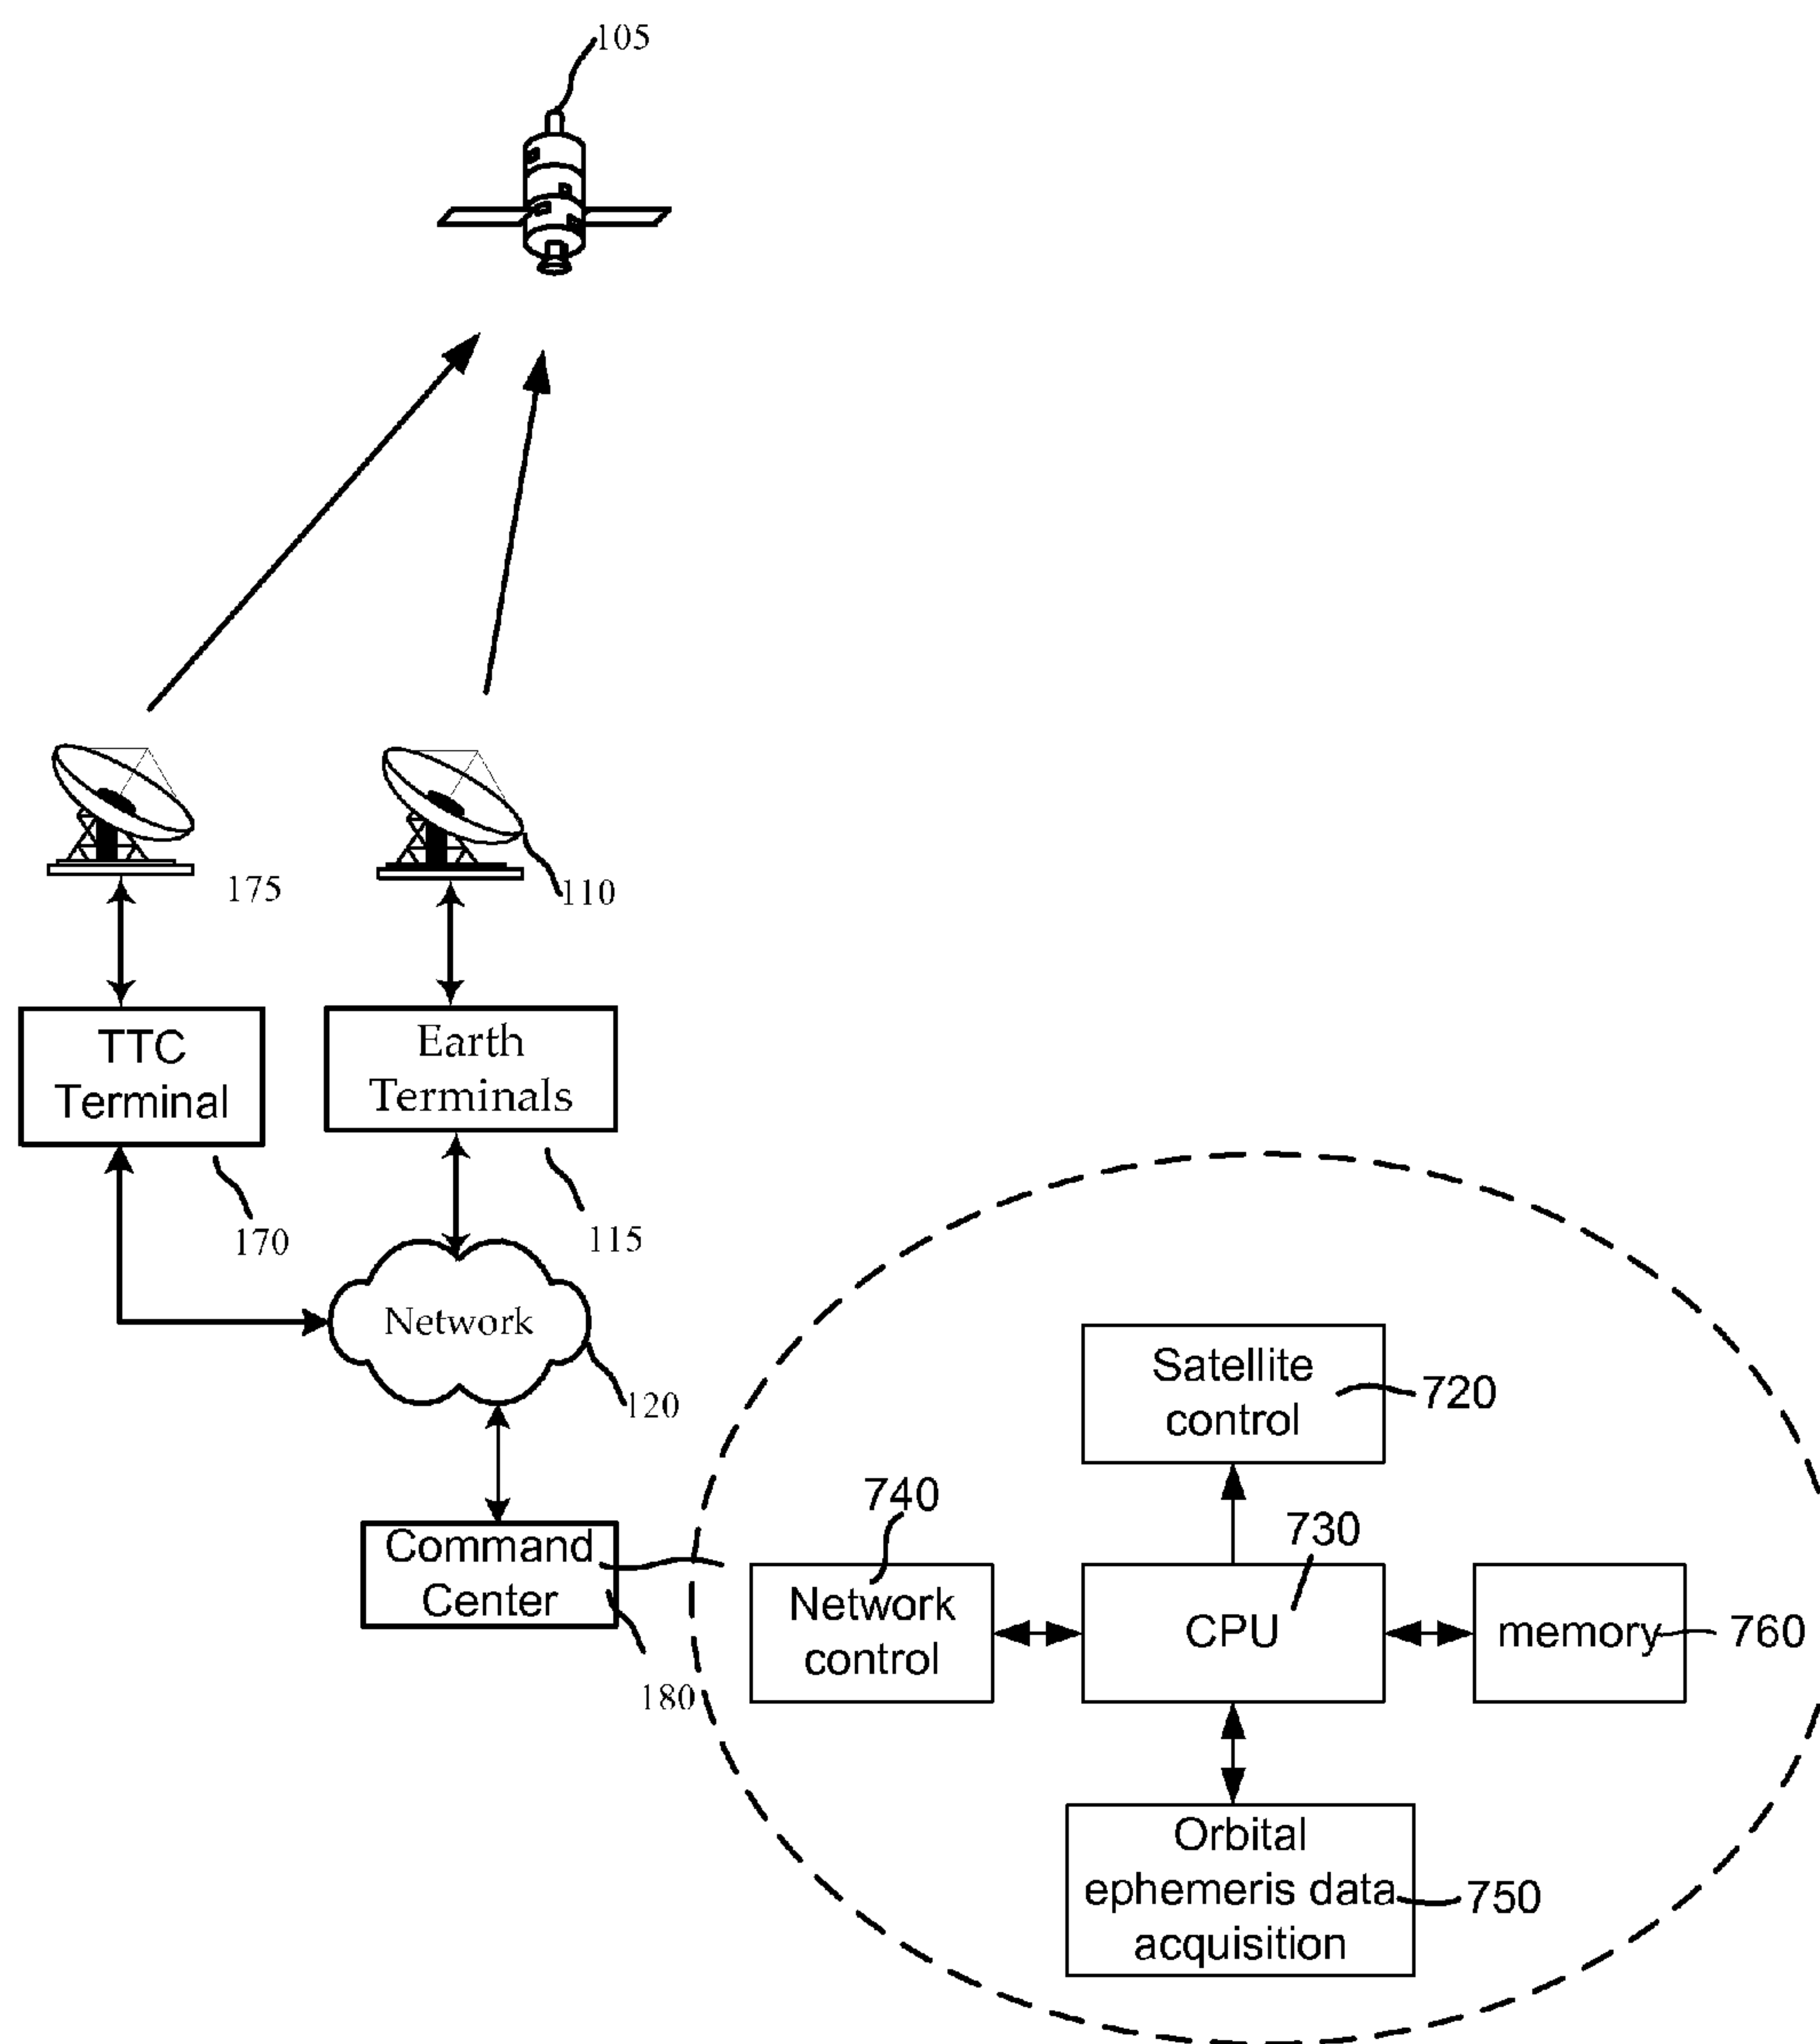 105
175
110
TTC
Terminal
Earth
Terminals
170
115
Network
120
Satellite
control
720
740
730
Command
Center
Network
control
CPU
memory
760
180
Orbital
ephemeris data
acquisition
750